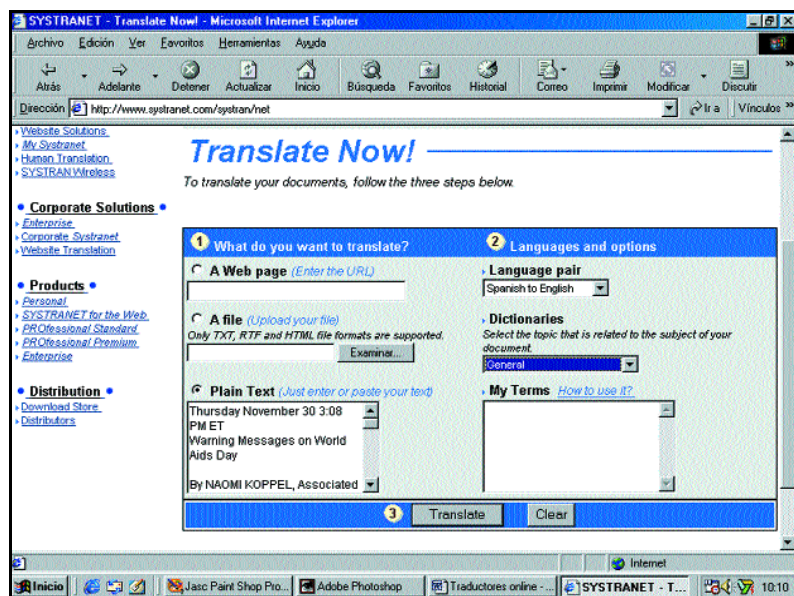 SYSTRANET - Translate Now! - Microsoft Internet Explorer
Archivo Edición Ver Favoritos Herramientas Ayuda
Atrás Adelante Detener Actualizar Inicio Búsqueda Favoritos Historial Correo Imprimir Modificar Discutir »
Dirección http://www.systranet.com/systran/net Ir a Vínculos »
Website Solutions
My Systranet
Human Translation
SYSTRAN Wireless
Corporate Solutions
Enterprise
Corporate Systranet
Website Translation
Products
Personal
SYSTRANET for the Web
PROfessional Standard
PROfessional Premium
Enterprise
Distribution
Download Store
Distributors
Translate Now!
To translate your documents, follow the three steps below.
1 What do you want to translate?
A Web page (Enter the URL)
A file (Upload your file)
Only TXT, RTF and HTML file formats are supported.
Examinar...
Plain Text (Just enter or paste your text)
Thursday November 30 3:08
PM ET
Warning Messages on World
Aids Day
By NAOMI KOPPEL, Associated
2 Languages and options
Language pair
Spanish to English
Dictionaries
Select the topic that is related to the subject of your
document.
General
My Terms How to use it?
3 Translate Clear
Internet
Inicio Jasc Paint Shop Pro... Adobe Photoshop Traductores online - ... SYSTRANET - T... 10:10